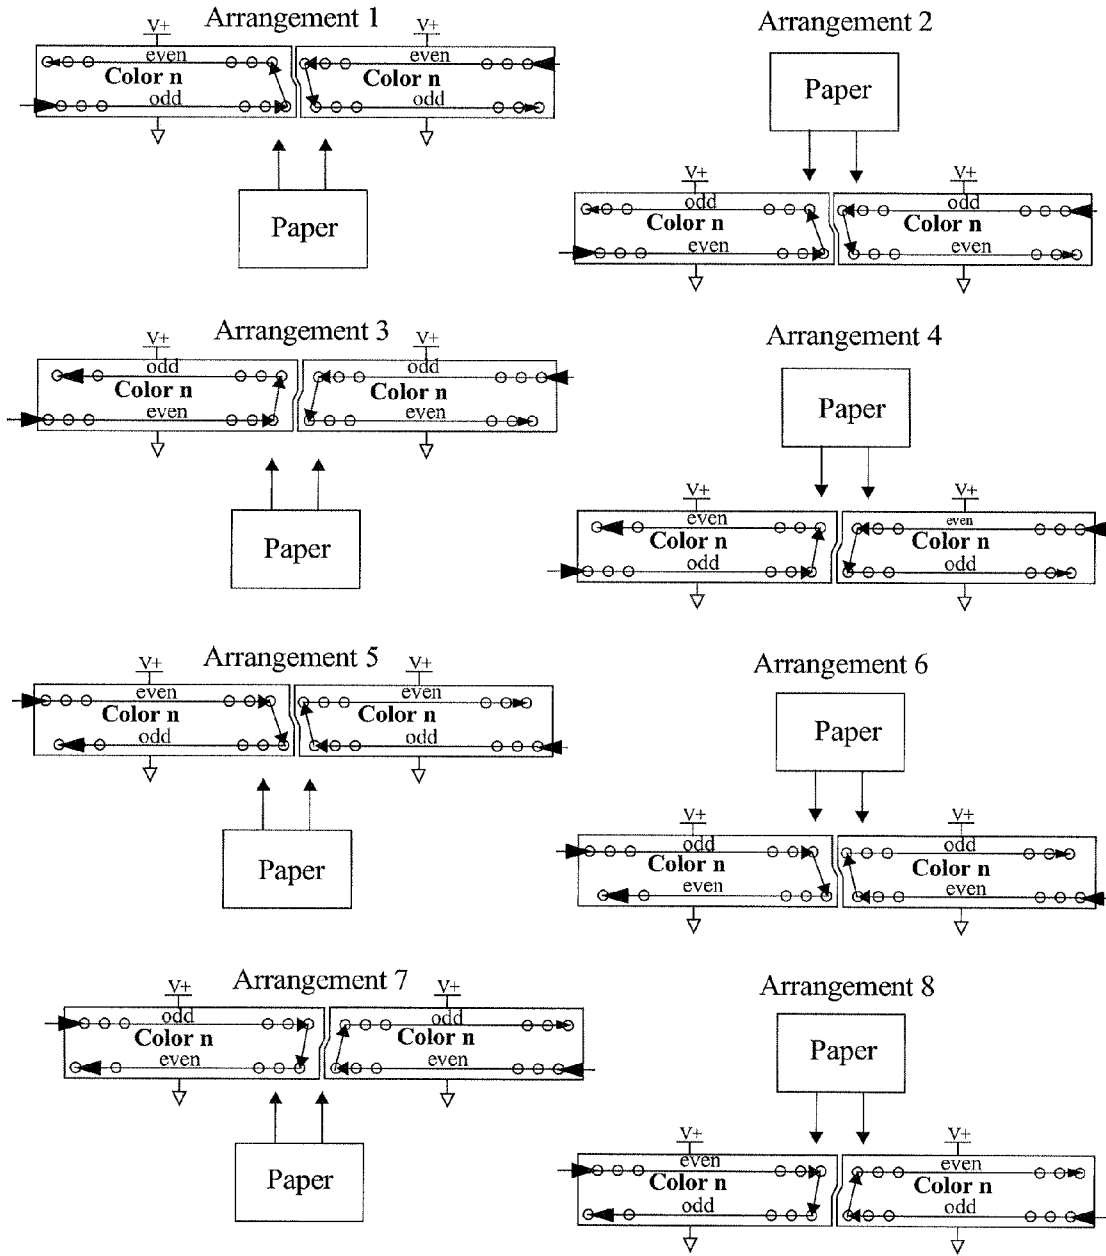 Arrangement 1
V+ V+
even even
Color n Color n
odd odd
Paper
Arrangement 2
Paper
V+ V+
odd odd
Color n Color n
even even
Arrangement 3
V+ V+
odd odd
Color n Color n
even even
Paper
Arrangement 4
Paper
V+ V+
even even
Color n Color n
odd odd
Arrangement 5
V+ V+
even even
Color n Color n
odd odd
Paper
Arrangement 6
Paper
V+ V+
odd odd
Color n Color n
even even
Arrangement 7
V+ V+
odd odd
Color n Color n
even even
Paper
Arrangement 8
Paper
V+ V+
even even
Color n Color n
odd odd